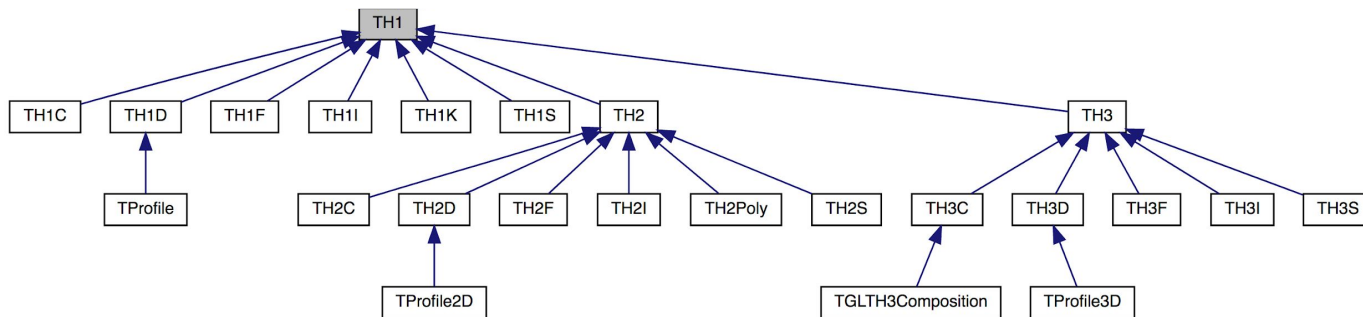 TH1
TH1C TH1D TH1F TH1I TH1K TH1S TH2 TH3
TProfile TH2C TH2D TH2F TH2I TH2Poly TH2S TH3C TH3D TH3F TH3I TH3S
TProfile2D TGLTH3Composition TProfile3D